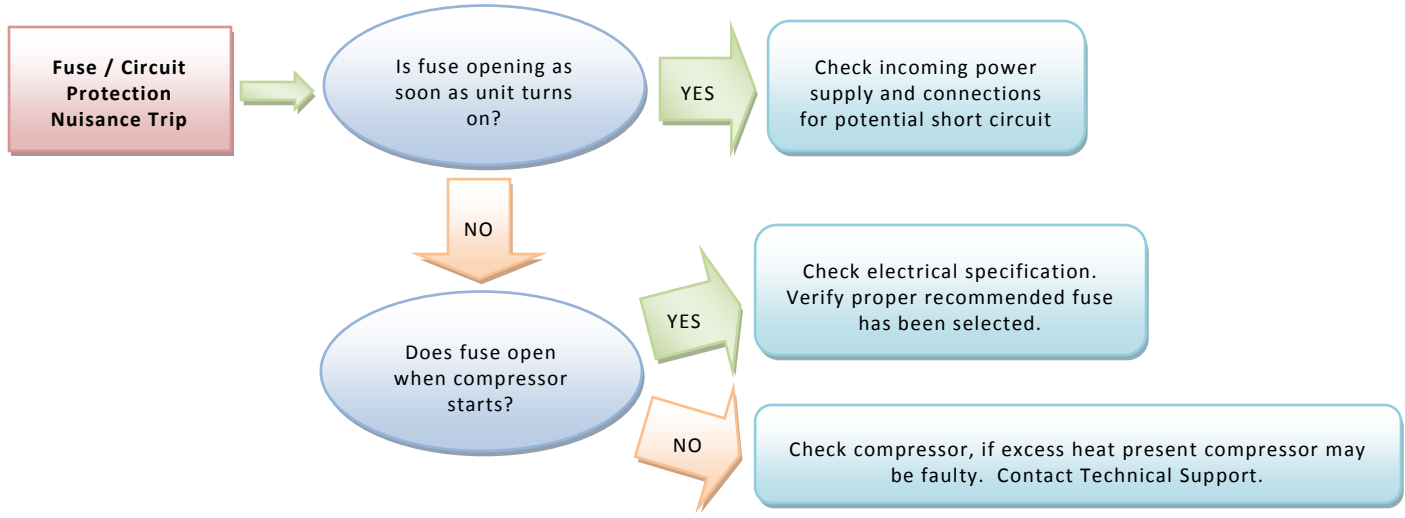 Fuse / Circuit
Protection
Nuisance Trip
Is fuse opening as
soon as unit turns
on?
YES
Check incoming power
supply and connections
for potential short circuit
NO
Does fuse open
when compressor
starts?
YES
Check electrical specification.
Verify proper recommended fuse
has been selected.
NO
Check compressor, if excess heat present compressor may
be faulty. Contact Technical Support.